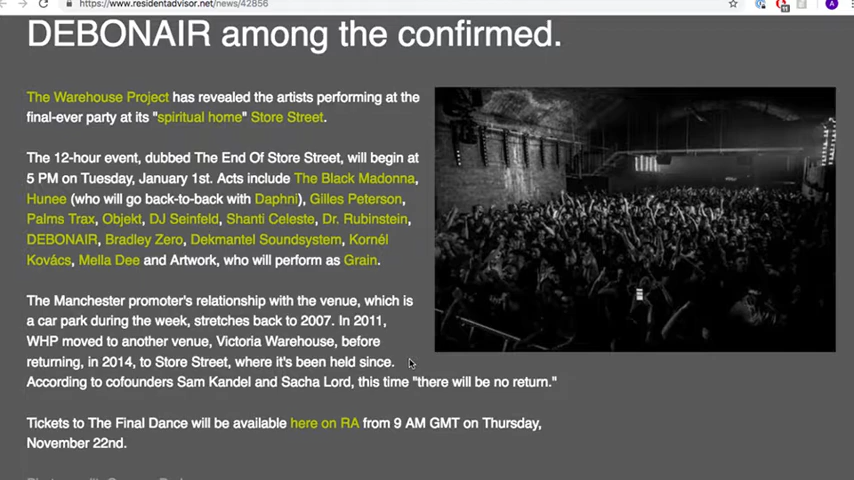 https://www.residentadvisor.net/news/42856
DEBONAIR among the confirmed.
The Warehouse Project has revealed the artists performing at the
final-ever party at its "spiritual home" Store Street.
The 12-hour event, dubbed The End Of Store Street, will begin at
5 PM on Tuesday, January 1st. Acts include The Black Madonna,
Hunee (who will go back-to-back with Daphni), Gilles Peterson,
Palms Trax, Objekt, DJ Seinfeld, Shanti Celeste, Dr. Rubinstein,
DEBONAIR, Bradley Zero, Dekmantel Soundsystem, Kornél
Kovács, Mella Dee and Artwork, who will perform as Grain.
The Manchester promoter's relationship with the venue, which is
a car park during the week, stretches back to 2007. In 2011,
WHP moved to another venue, Victoria Warehouse, before
returning, in 2014, to Store Street, where it's been held since.
According to cofounders Sam Kandel and Sacha Lord, this time "there will be no return."
Tickets to The Final Dance will be available here on RA from 9 AM GMT on Thursday,
November 22nd.